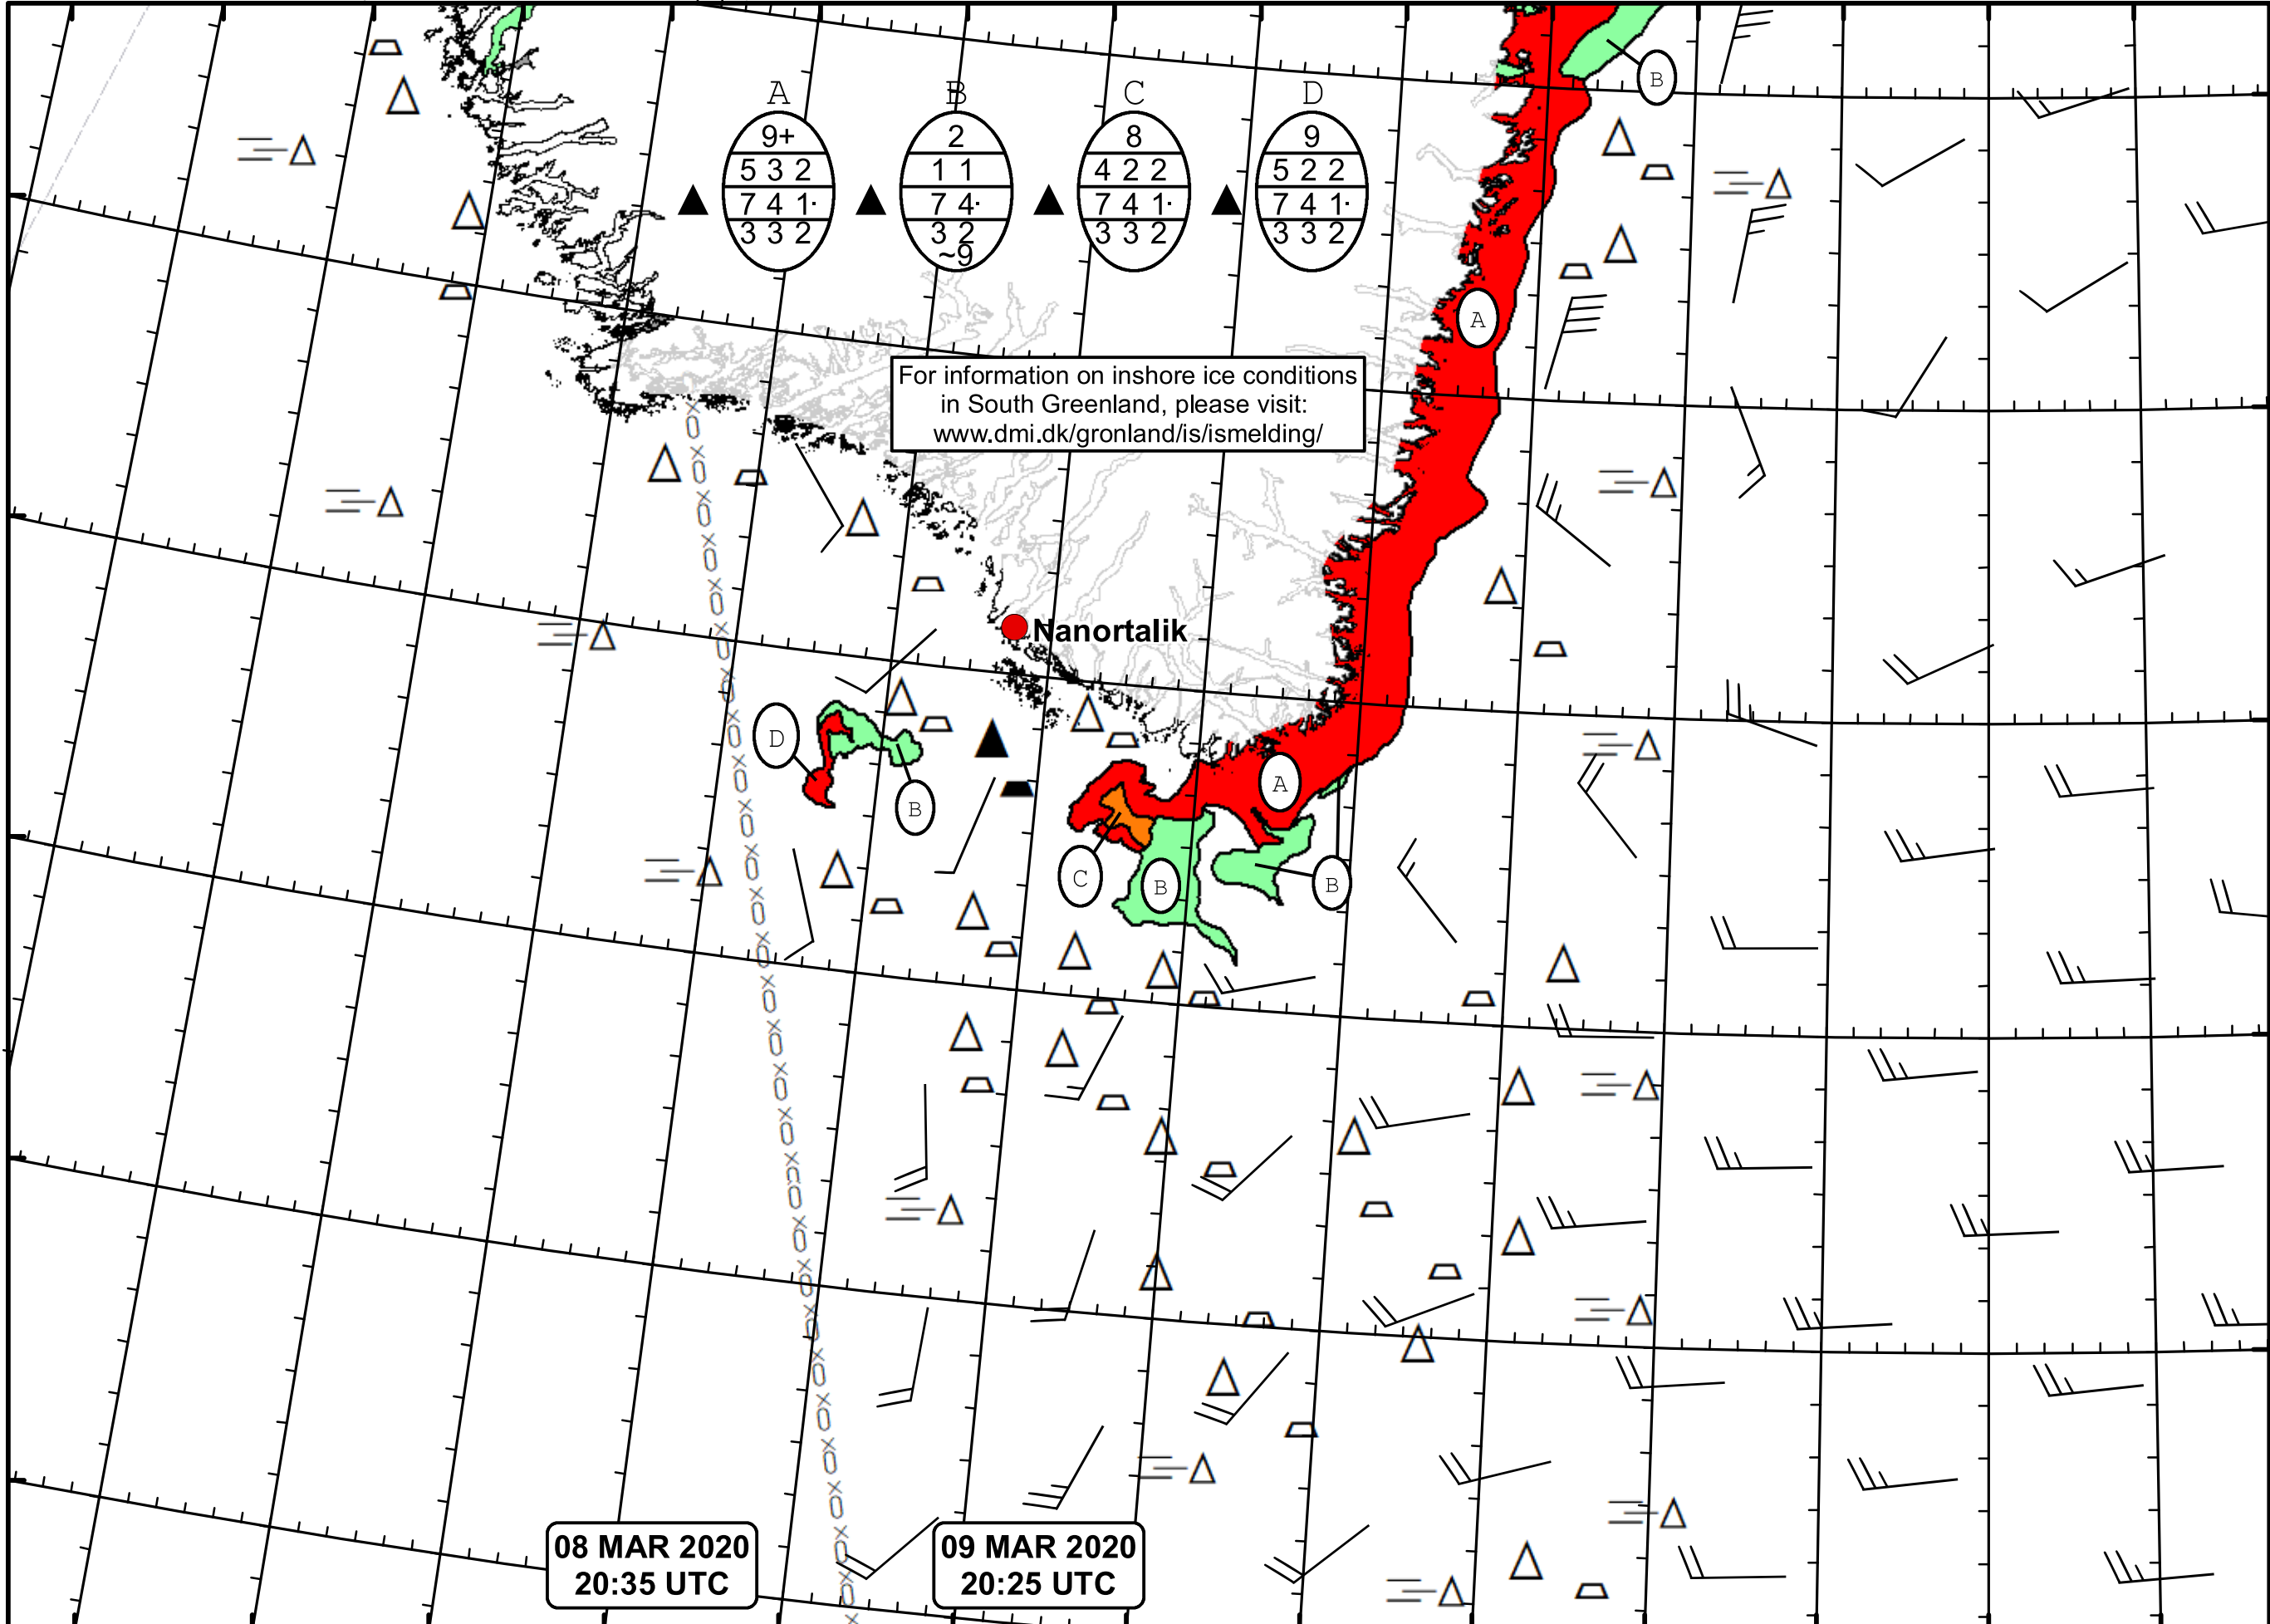 B
A B C D
9+ 2 8 9
5 3 2 1 1 4 2 2 5 2 2
7 4 1· 7 4· 7 4 1· 7 4 1·
3 3 2 3 2 3 3 2 3 3 2
~9
A
For information on inshore ice conditions
in South Greenland, please visit:
www.dmi.dk/gronland/is/ismelding/
Nanortalik
D
A
B
C
B
B
08 MAR 2020
20:35 UTC
09 MAR 2020
20:25 UTC